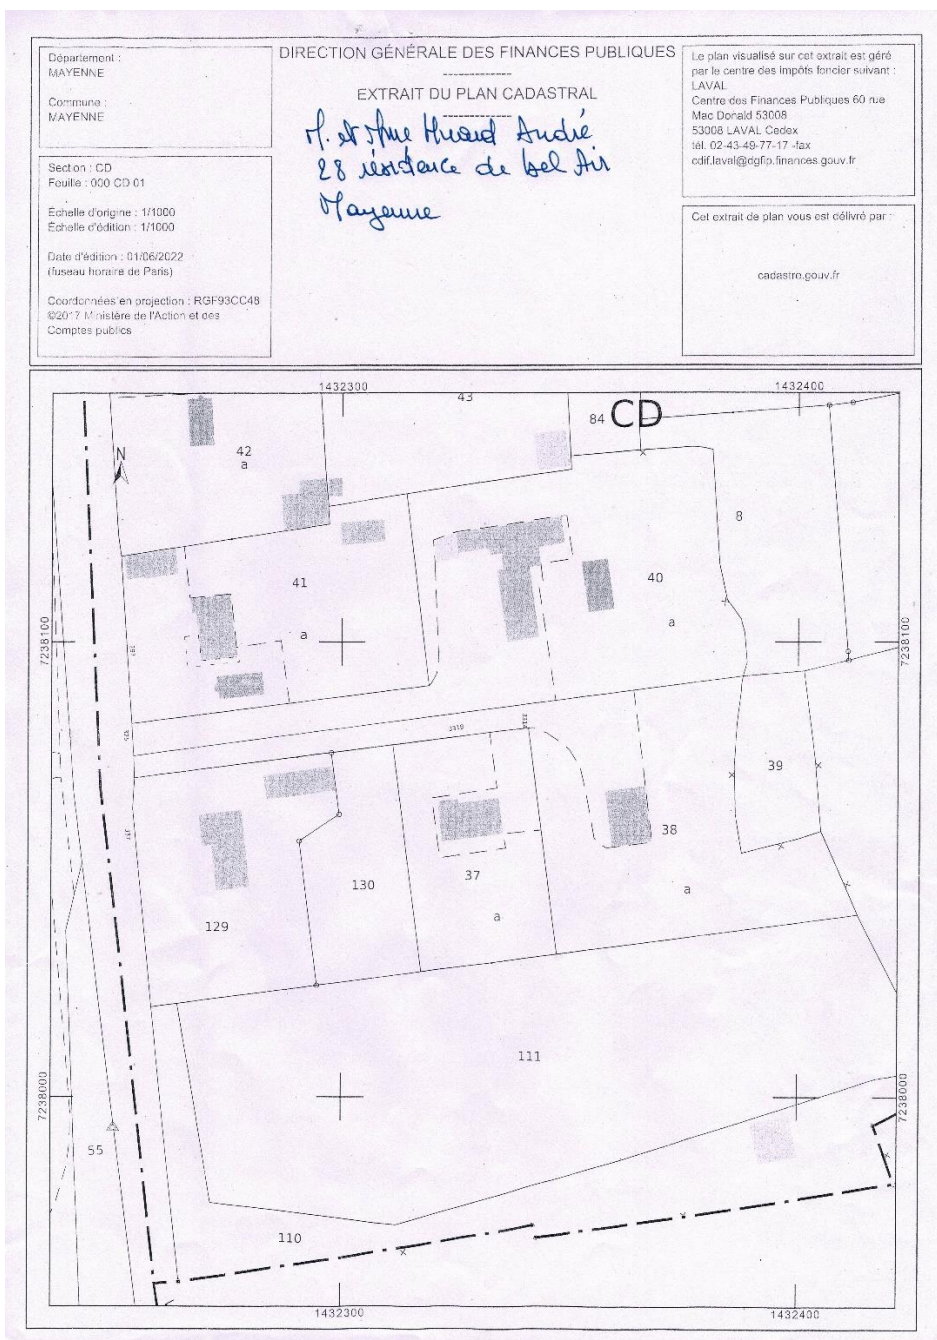 Département :
MAYENNE
Commune :
MAYENNE
Section : CD
Feuille : 000 CD 01
Échelle d'origine : 1/1000
Échelle d'édition : 1/1000
Date d'édition : 01/06/2022
(fuseau horaire de Paris)
Coordonnées en projection : RGF93CC48
©2017 Ministère de l'Action et des
Comptes publics
DIRECTION GÉNÉRALE DES FINANCES PUBLIQUES
-------------
EXTRAIT DU PLAN CADASTRAL
-------------
M. et Mme Huard André
28 résidence de bel Air
Mayenne
Le plan visualisé sur cet extrait est géré
par le centre des impôts foncier suivant :
LAVAL
Centre des Finances Publiques 60 rue
Mac Donald 53008
53008 LAVAL Cedex
tél. 02-43-49-77-17 -fax
cdif.laval@dgfip.finances.gouv.fr
Cet extrait de plan vous est délivré par :
cadastre.gouv.fr
1432300
1432400
43
84
CD
42
a
N
8
41
40
a
a
7238100
7238100
39
38
37
130
a
a
129
111
7238000
7238000
55
110
1432300
1432400